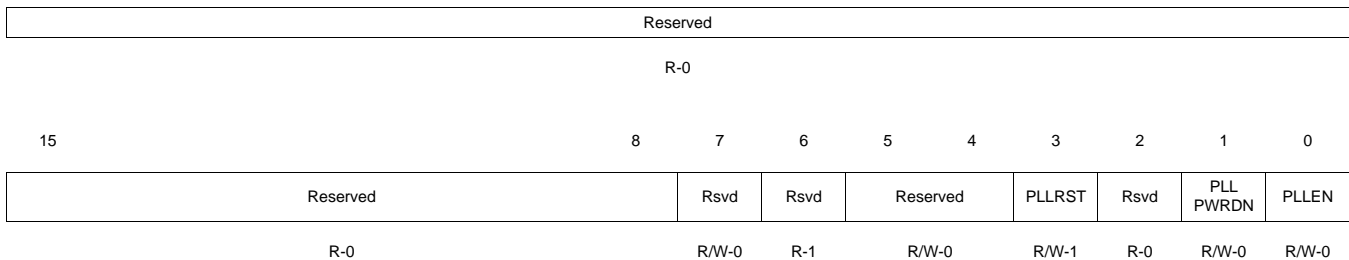 Reserved
R-0
15 8 7 6 5 4 3 2 1 0
Reserved Rsvd Rsvd Reserved PLLRST Rsvd PLL PWRDN PLLEN
R-0 R/W-0 R-1 R/W-0 R/W-1 R-0 R/W-0 R/W-0